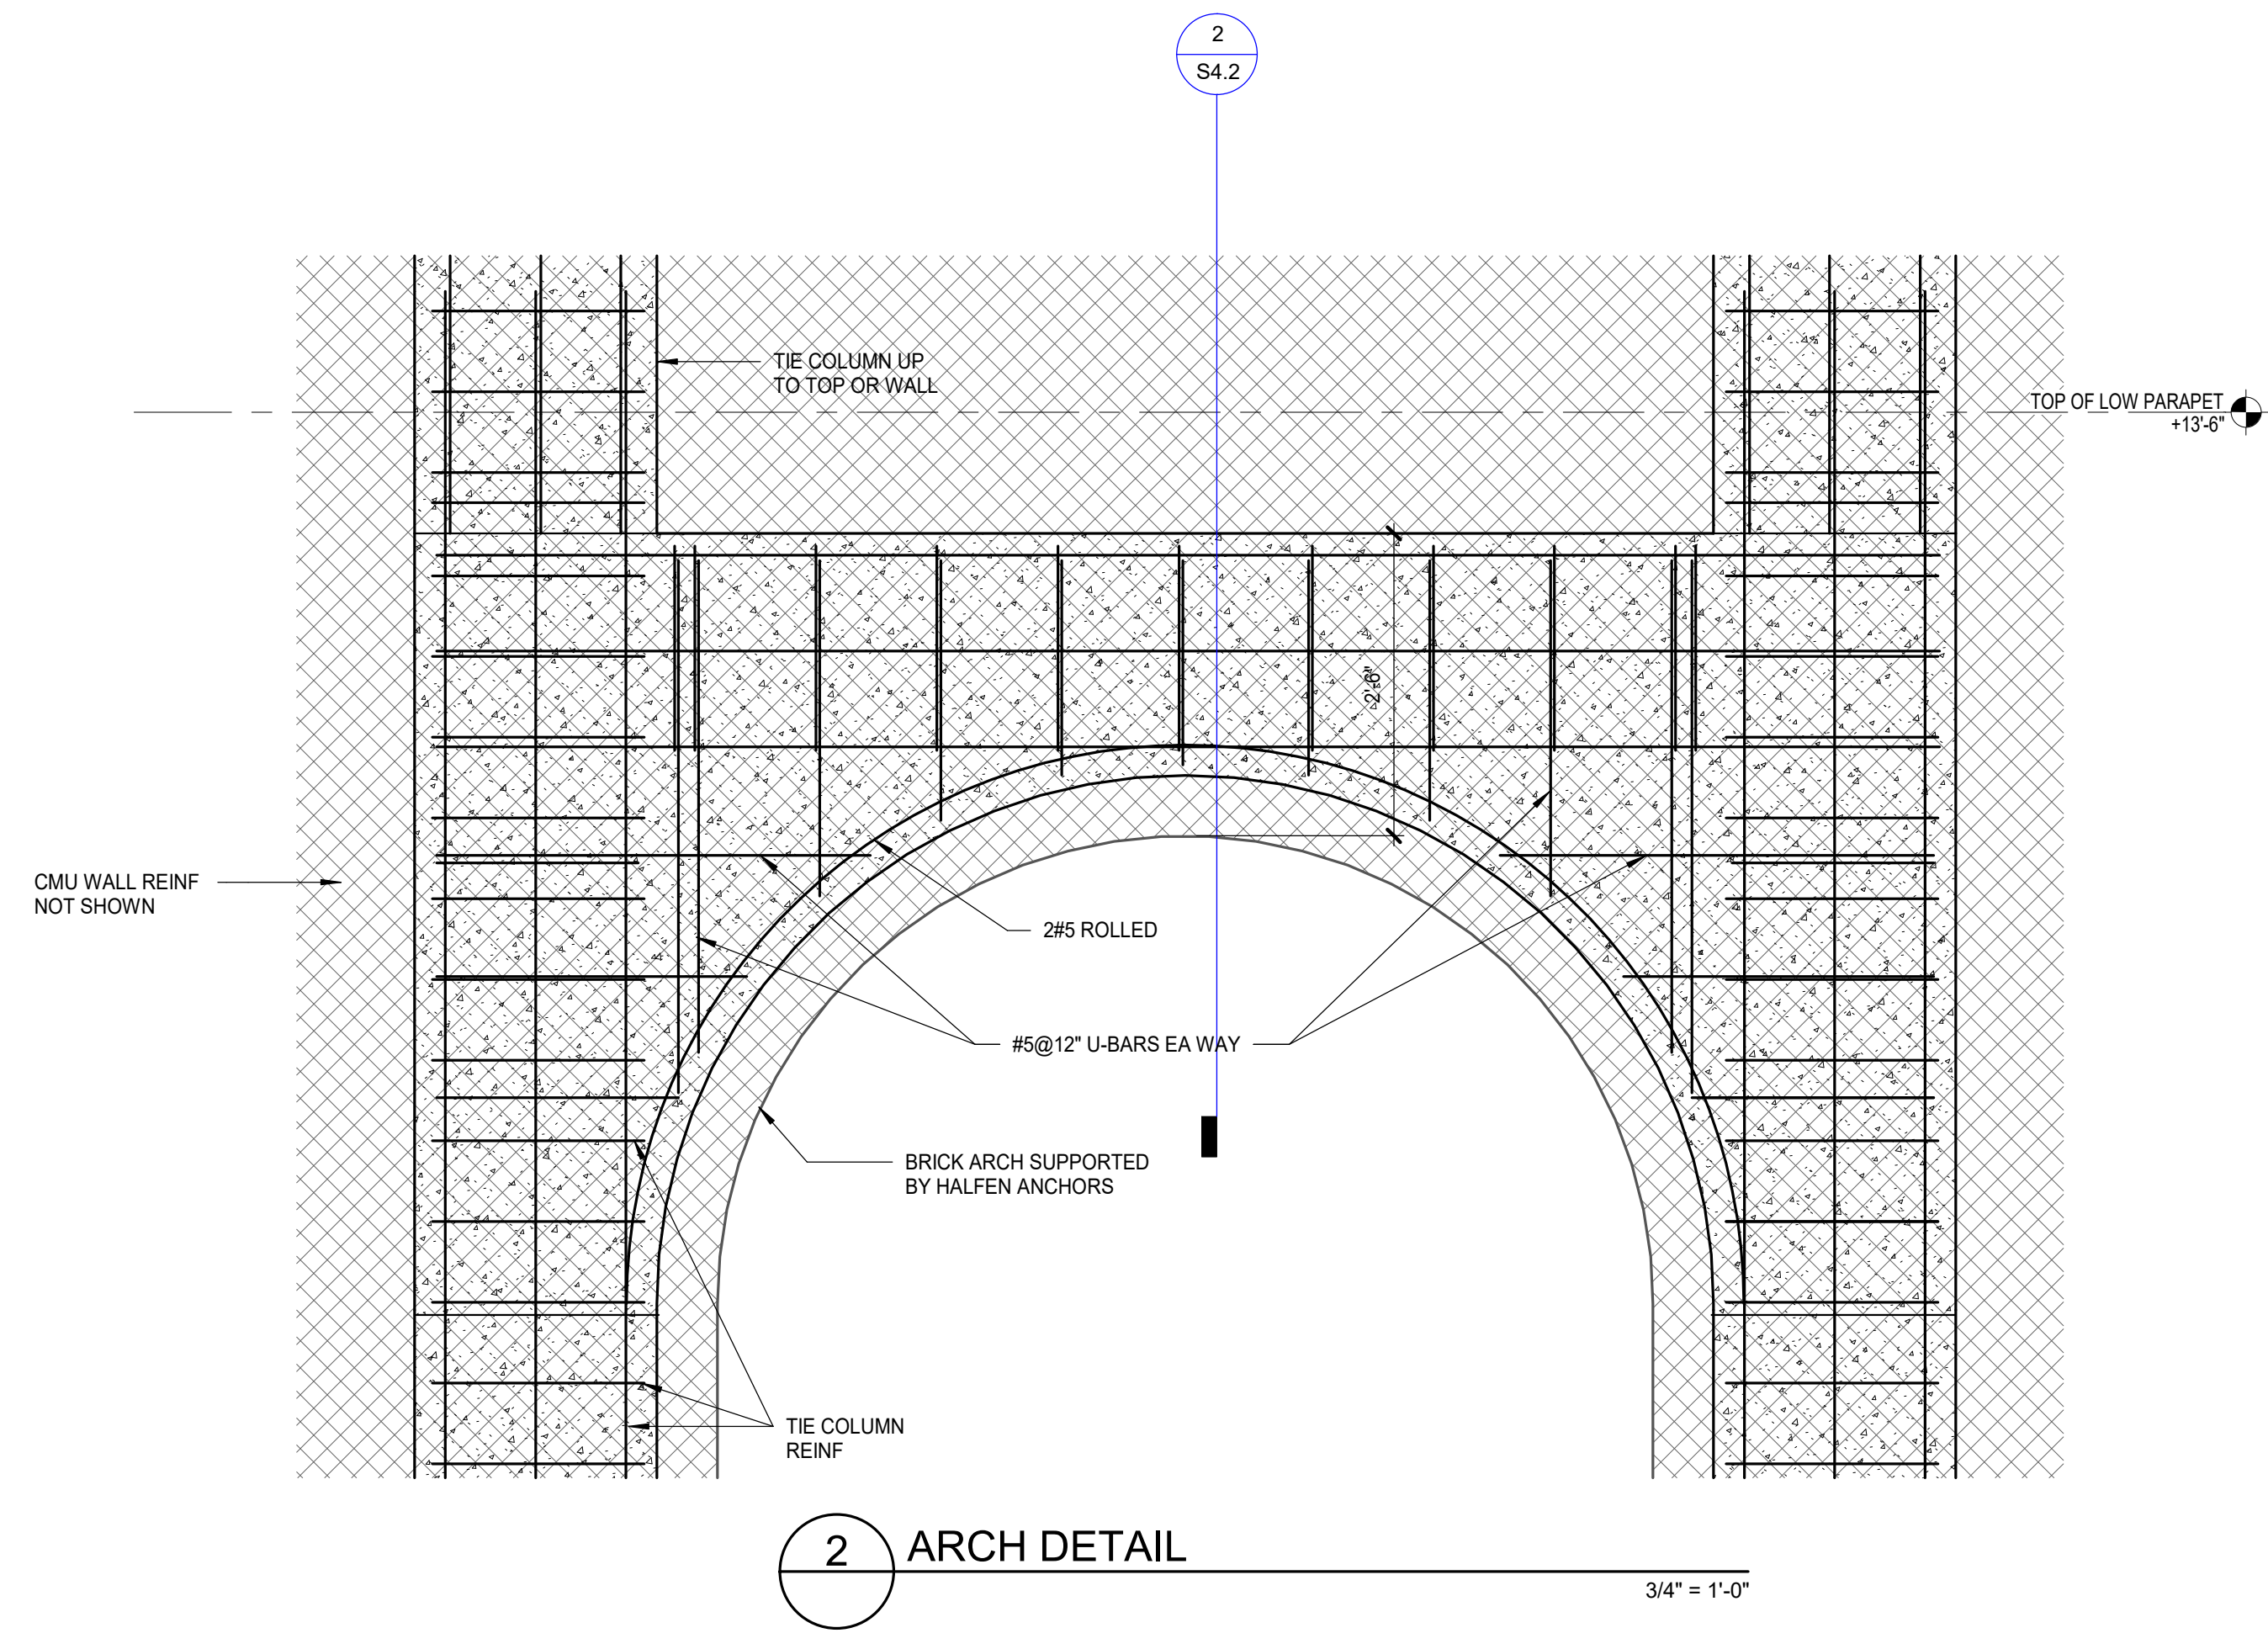 2
S4.2
TIE COLUMN UP
TO TOP OR WALL
TOP OF LOW PARAPET
+13'-6"
2'-6"
CMU WALL REINF
NOT SHOWN
2#5 ROLLED
#5@12" U-BARS EA WAY
BRICK ARCH SUPPORTED
BY HALFEN ANCHORS
TIE COLUMN
REINF
2
ARCH DETAIL
3/4" = 1'-0"